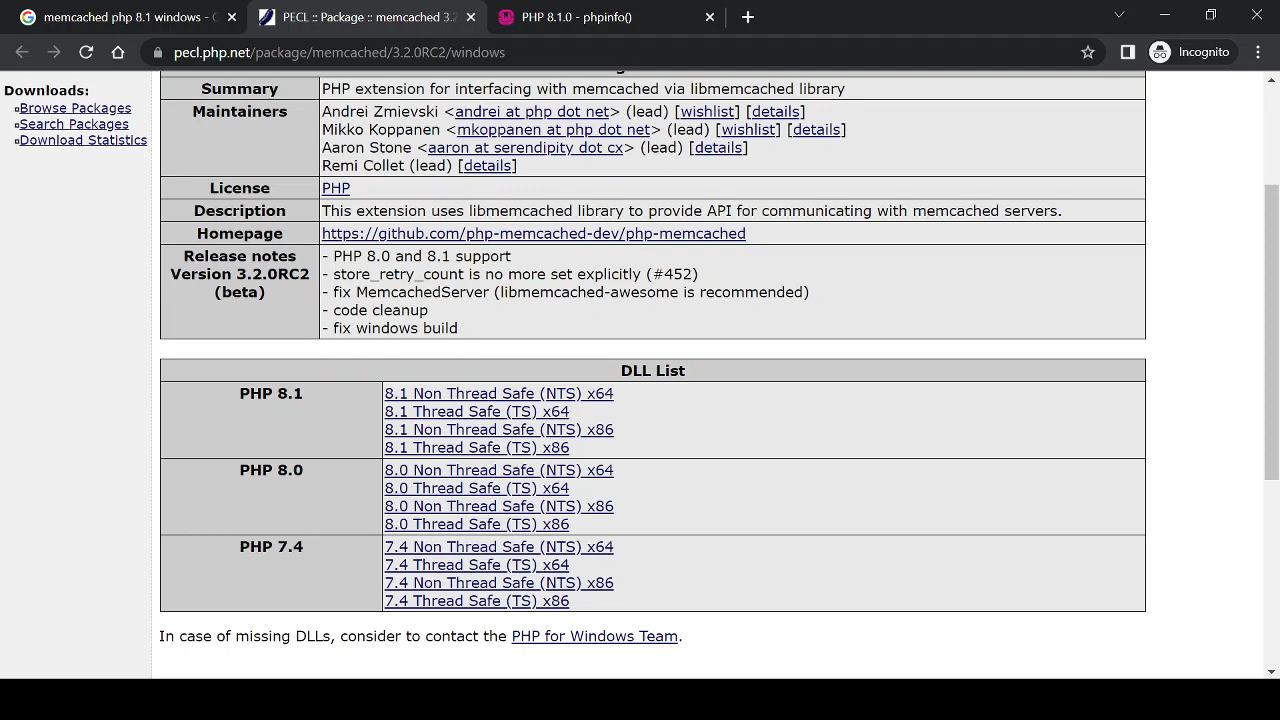 memcached php 8.1 windows - G
PECL :: Package :: memcached 3.2
PHP 8.1.0 - phpinfo()
pecl.php.net/package/memcached/3.2.0RC2/windows
Incognito
Downloads:
Browse Packages
Search Packages
Download Statistics
Summary
PHP extension for interfacing with memcached via libmemcached library
Maintainers
Andrei Zmievski <andrei at php dot net> (lead) [wishlist] [details]
Mikko Koppanen <mkoppanen at php dot net> (lead) [wishlist] [details]
Aaron Stone <aaron at serendipity dot cx> (lead) [details]
Remi Collet (lead) [details]
License
PHP
Description
This extension uses libmemcached library to provide API for communicating with memcached servers.
Homepage
https://github.com/php-memcached-dev/php-memcached
Release notes
Version 3.2.0RC2
(beta)
- PHP 8.0 and 8.1 support
- store_retry_count is no more set explicitly (#452)
- fix MemcachedServer (libmemcached-awesome is recommended)
- code cleanup
- fix windows build
DLL List
PHP 8.1
8.1 Non Thread Safe (NTS) x64
8.1 Thread Safe (TS) x64
8.1 Non Thread Safe (NTS) x86
8.1 Thread Safe (TS) x86
PHP 8.0
8.0 Non Thread Safe (NTS) x64
8.0 Thread Safe (TS) x64
8.0 Non Thread Safe (NTS) x86
8.0 Thread Safe (TS) x86
PHP 7.4
7.4 Non Thread Safe (NTS) x64
7.4 Thread Safe (TS) x64
7.4 Non Thread Safe (NTS) x86
7.4 Thread Safe (TS) x86
In case of missing DLLs, consider to contact the PHP for Windows Team.